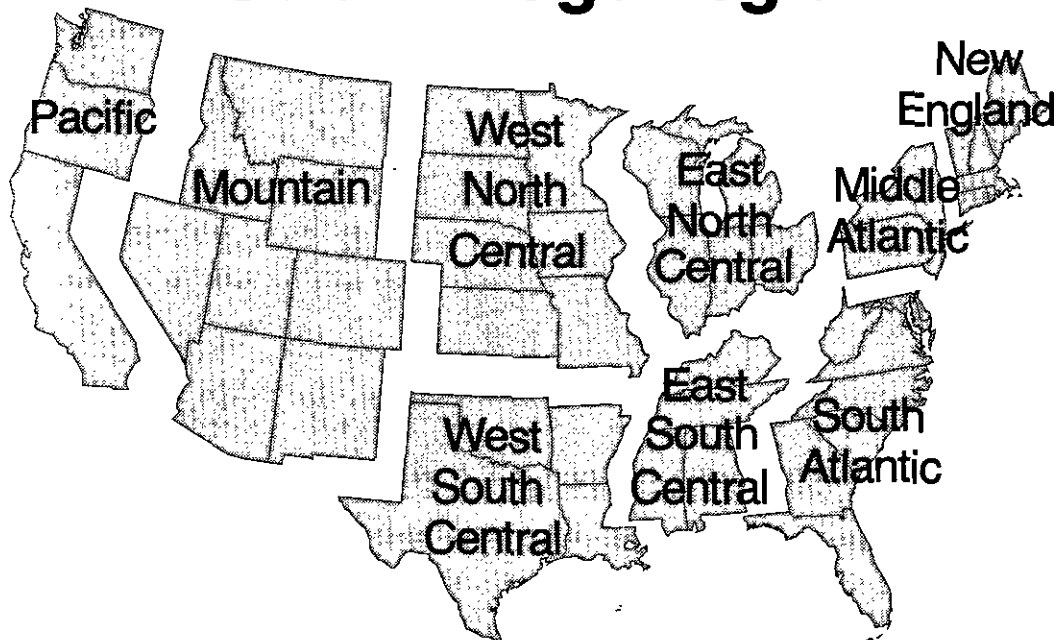 Pacific
Mountain
West
North
Central
East
North
Central
New
England
Middle
Atlantic
West
South
Central
East
South
Central
South
Atlantic